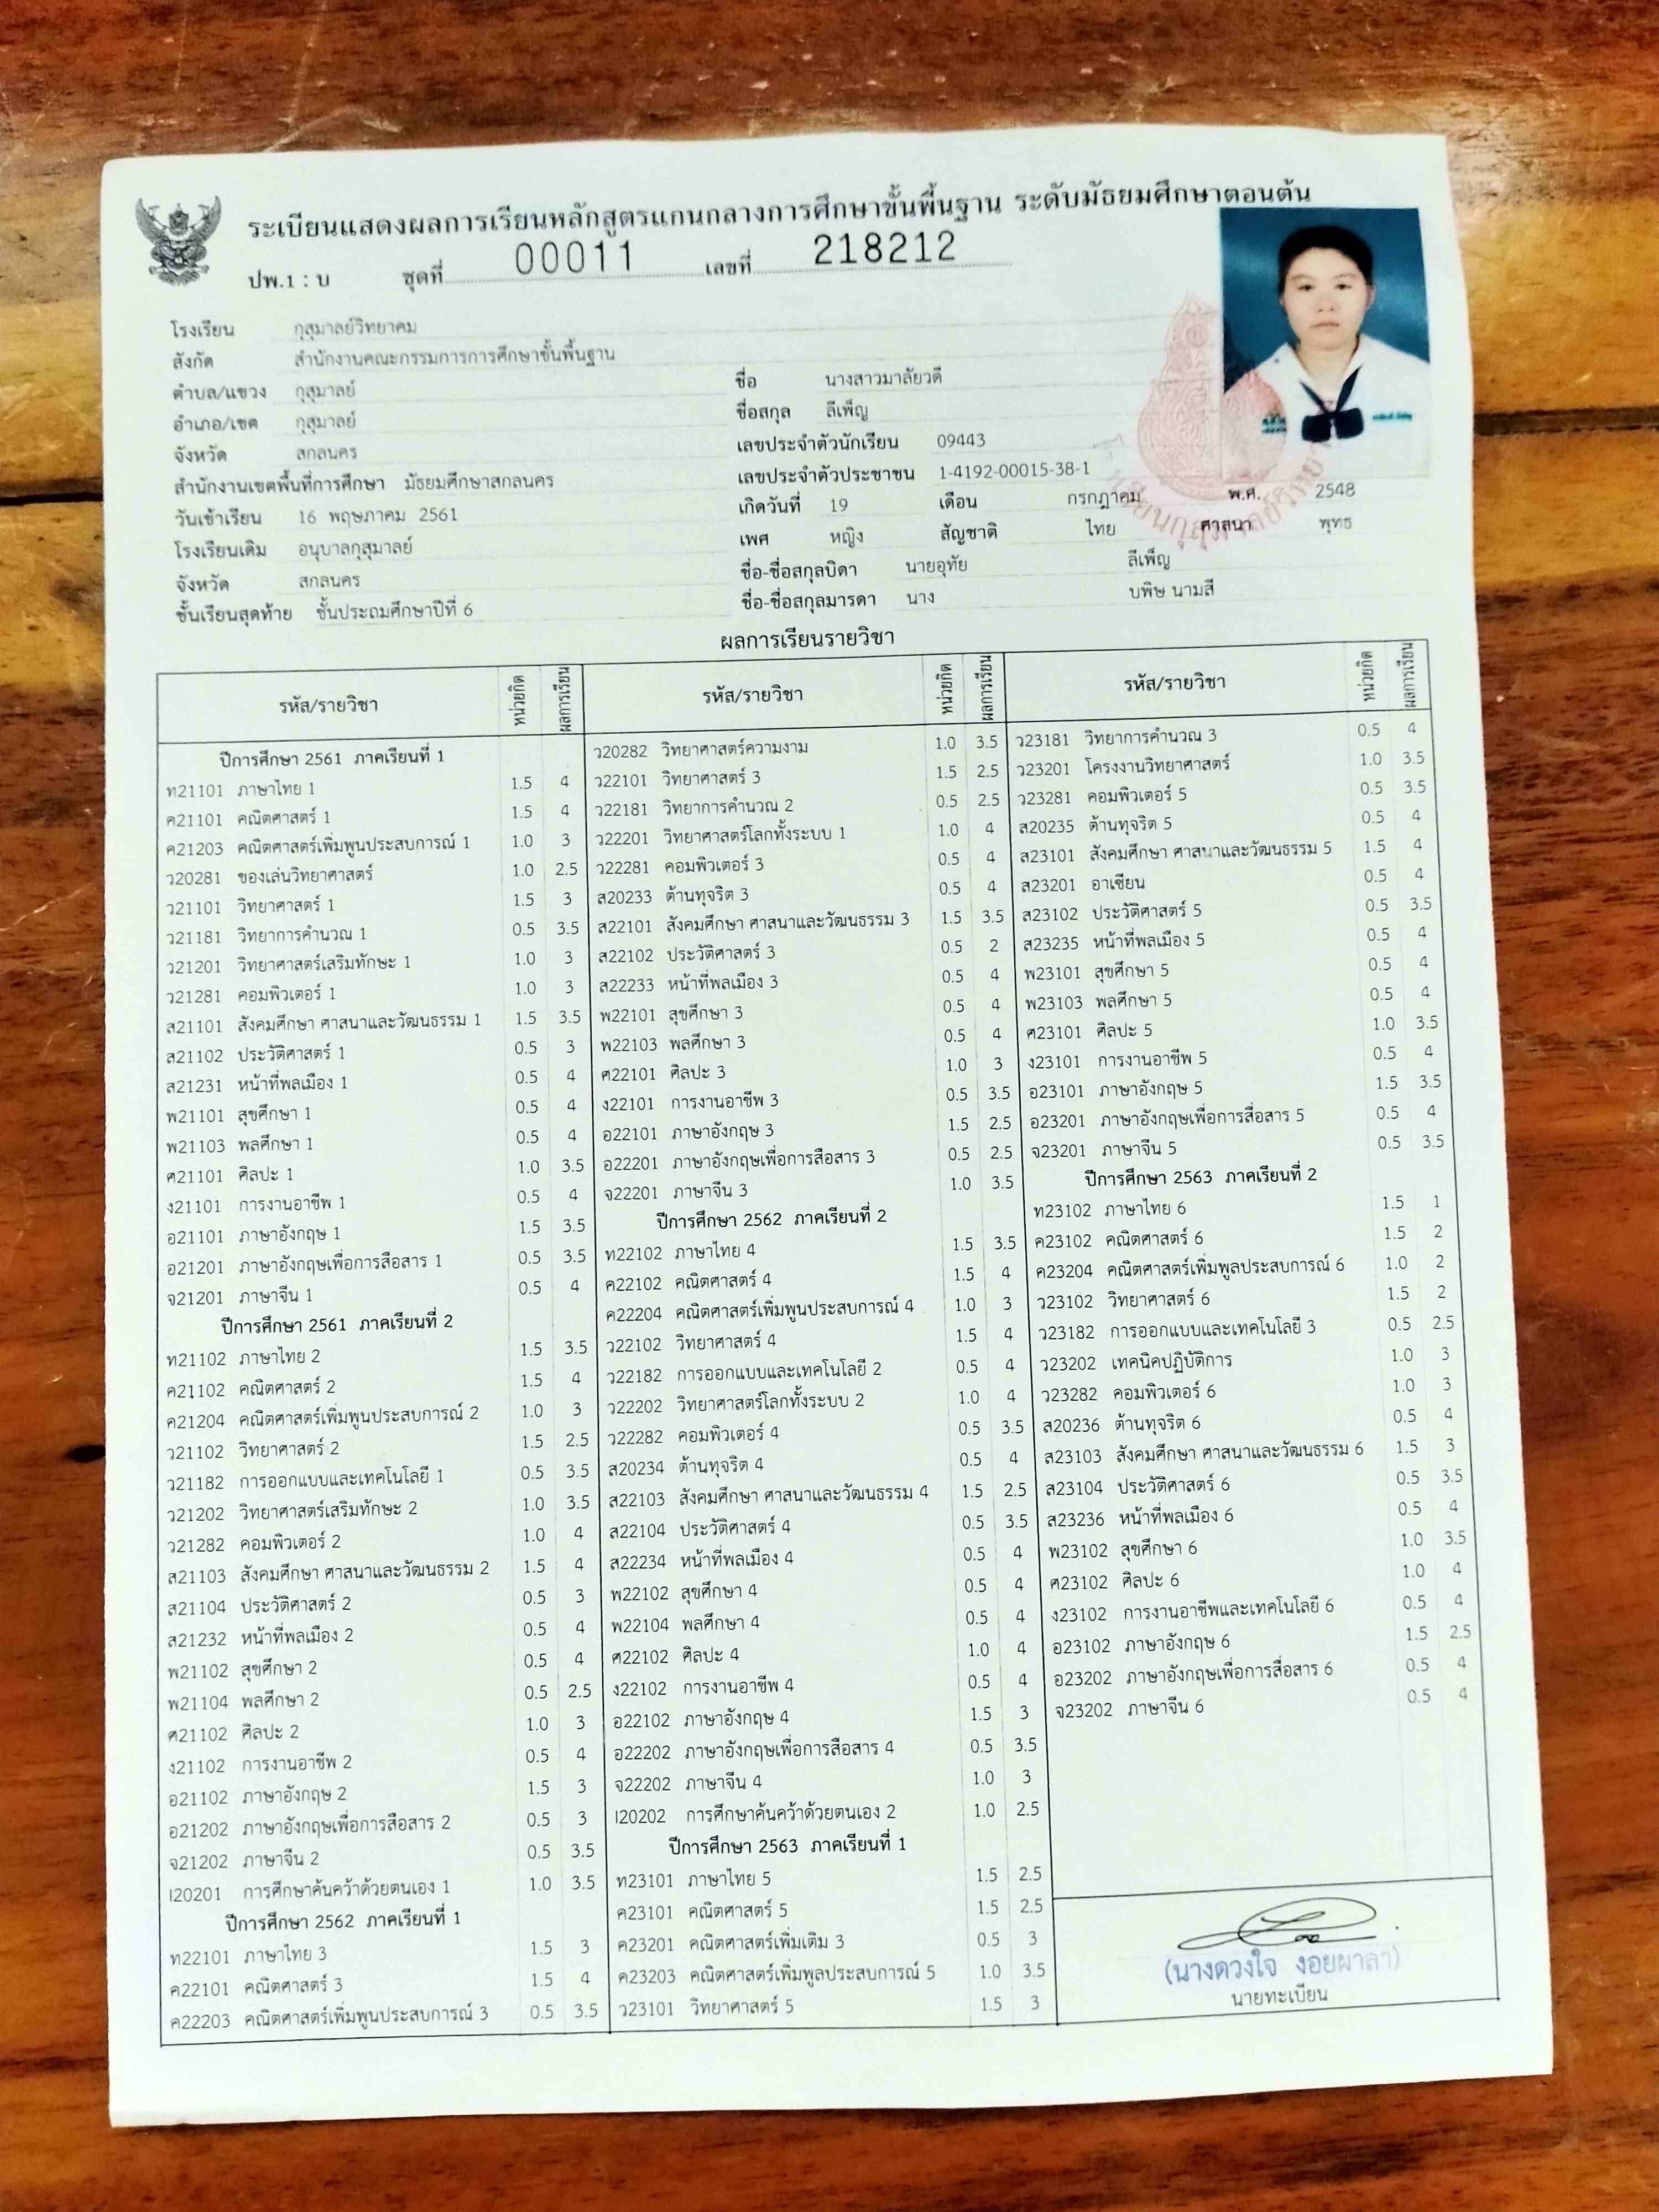 ระเบียนแสดงผลการเรียนหลักสูตรแกนกลางการศึกษาขั้นพื้นฐาน ระดับมัธยมศึกษาตอนต้น
ปพ.1 : บ ชุดที่ 00011 เลขที่ 218212
โรงเรียน กุสุมาลย์วิทยาคม
สังกัด สำนักงานคณะกรรมการการศึกษาขั้นพื้นฐาน
ตำบล/แขวง กุสุมาลย์
อำเภอ/เขต กุสุมาลย์
จังหวัด สกลนคร
สำนักงานเขตพื้นที่การศึกษา มัธยมศึกษาสกลนคร
วันเข้าเรียน 16 พฤษภาคม 2561
โรงเรียนเดิม อนุบาลกุสุมาลย์
จังหวัด สกลนคร
ชั้นเรียนสุดท้าย ชั้นประถมศึกษาปีที่ 6
ชื่อ นางสาวมาลัยวดี
ชื่อสกุล ลีเพ็ญ
เลขประจำตัวนักเรียน 09443
เลขประจำตัวประชาชน 1-4192-00015-38-1
เกิดวันที่ 19 เดือน กรกฎาคม พ.ศ. 2548
เพศ หญิง สัญชาติ ไทย ศาสนา พุทธ
ชื่อ-ชื่อสกุลบิดา นายอุทัย ลีเพ็ญ
ชื่อ-ชื่อสกุลมารดา นาง บพิษ นามสี
ผลการเรียนรายวิชา
รหัส/รายวิชา หน่วยกิต ผลการเรียน
ปีการศึกษา 2561 ภาคเรียนที่ 1
ท21101 ภาษาไทย 1 1.5 4
ค21101 คณิตศาสตร์ 1 1.5 4
ค21203 คณิตศาสตร์เพิ่มพูนประสบการณ์ 1 1.0 3
ว20281 ของเล่นวิทยาศาสตร์ 1.0 2.5
ว21101 วิทยาศาสตร์ 1 1.5 3
ว21181 วิทยาการคำนวณ 1 0.5 3.5
ว21201 วิทยาศาสตร์เสริมทักษะ 1 1.0 3
ว21281 คอมพิวเตอร์ 1 1.0 3
ส21101 สังคมศึกษา ศาสนาและวัฒนธรรม 1 1.5 3.5
ส21102 ประวัติศาสตร์ 1 0.5 3
ส21231 หน้าที่พลเมือง 1 0.5 4
พ21101 สุขศึกษา 1 0.5 4
พ21103 พลศึกษา 1 0.5 4
ศ21101 ศิลปะ 1 1.0 3.5
ง21101 การงานอาชีพ 1 0.5 4
อ21101 ภาษาอังกฤษ 1 1.5 3.5
อ21201 ภาษาอังกฤษเพื่อการสื่อสาร 1 0.5 3.5
จ21201 ภาษาจีน 1 0.5 4
ปีการศึกษา 2561 ภาคเรียนที่ 2
ท21102 ภาษาไทย 2 1.5 3.5
ค21102 คณิตศาสตร์ 2 1.5 4
ค21204 คณิตศาสตร์เพิ่มพูนประสบการณ์ 2 1.0 3
ว21102 วิทยาศาสตร์ 2 1.5 2.5
ว21182 การออกแบบและเทคโนโลยี 1 0.5 3.5
ว21202 วิทยาศาสตร์เสริมทักษะ 2 1.0 3.5
ว21282 คอมพิวเตอร์ 2 1.0 4
ส21103 สังคมศึกษา ศาสนาและวัฒนธรรม 2 1.5 4
ส21104 ประวัติศาสตร์ 2 0.5 3
ส21232 หน้าที่พลเมือง 2 0.5 4
พ21102 สุขศึกษา 2 0.5 4
พ21104 พลศึกษา 2 0.5 2.5
ศ21102 ศิลปะ 2 1.0 3
ง21102 การงานอาชีพ 2 0.5 4
อ21102 ภาษาอังกฤษ 2 1.5 3
อ21202 ภาษาอังกฤษเพื่อการสื่อสาร 2 0.5 3
จ21202 ภาษาจีน 2 0.5 3.5
I20201 การศึกษาค้นคว้าด้วยตนเอง 1 1.0 3.5
ปีการศึกษา 2562 ภาคเรียนที่ 1
ท22101 ภาษาไทย 3 1.5 3
ค22101 คณิตศาสตร์ 3 1.5 4
ค22203 คณิตศาสตร์เพิ่มพูนประสบการณ์ 3 0.5 3.5
รหัส/รายวิชา หน่วยกิต ผลการเรียน
ว20282 วิทยาศาสตร์ความงาม 1.0 3.5
ว22101 วิทยาศาสตร์ 3 1.5 2.5
ว22181 วิทยาการคำนวณ 2 0.5 2.5
ว22201 วิทยาศาสตร์โลกทั้งระบบ 1 1.0 4
ว22281 คอมพิวเตอร์ 3 0.5 4
ส20233 ต้านทุจริต 3 0.5 4
ส22101 สังคมศึกษา ศาสนาและวัฒนธรรม 3 1.5 3.5
ส22102 ประวัติศาสตร์ 3 0.5 2
ส22233 หน้าที่พลเมือง 3 0.5 4
พ22101 สุขศึกษา 3 0.5 4
พ22103 พลศึกษา 3 0.5 4
ศ22101 ศิลปะ 3 1.0 3
ง22101 การงานอาชีพ 3 0.5 3.5
อ22101 ภาษาอังกฤษ 3 1.5 2.5
อ22201 ภาษาอังกฤษเพื่อการสื่อสาร 3 0.5 2.5
จ22201 ภาษาจีน 3 1.0 3.5
ปีการศึกษา 2562 ภาคเรียนที่ 2
ท22102 ภาษาไทย 4 1.5 3.5
ค22102 คณิตศาสตร์ 4 1.5 4
ค22204 คณิตศาสตร์เพิ่มพูนประสบการณ์ 4 1.0 3
ว22102 วิทยาศาสตร์ 4 1.5 4
ว22182 การออกแบบและเทคโนโลยี 2 0.5 4
ว22202 วิทยาศาสตร์โลกทั้งระบบ 2 1.0 4
ว22282 คอมพิวเตอร์ 4 0.5 3.5
ส20234 ต้านทุจริต 4 0.5 4
ส22103 สังคมศึกษา ศาสนาและวัฒนธรรม 4 1.5 2.5
ส22104 ประวัติศาสตร์ 4 0.5 3.5
ส22234 หน้าที่พลเมือง 4 0.5 4
พ22102 สุขศึกษา 4 0.5 4
พ22104 พลศึกษา 4 0.5 4
ศ22102 ศิลปะ 4 1.0 4
ง22102 การงานอาชีพ 4 0.5 4
อ22102 ภาษาอังกฤษ 4 1.5 3
อ22202 ภาษาอังกฤษเพื่อการสื่อสาร 4 0.5 3.5
จ22202 ภาษาจีน 4 1.0 3
I20202 การศึกษาค้นคว้าด้วยตนเอง 2 1.0 2.5
ปีการศึกษา 2563 ภาคเรียนที่ 1
ท23101 ภาษาไทย 5 1.5 2.5
ค23101 คณิตศาสตร์ 5 1.5 2.5
ค23201 คณิตศาสตร์เพิ่มเติม 3 0.5 3
ค23203 คณิตศาสตร์เพิ่มพูลประสบการณ์ 5 1.0 3.5
ว23101 วิทยาศาสตร์ 5 1.5 3
รหัส/รายวิชา หน่วยกิต ผลการเรียน
ว23181 วิทยาการคำนวณ 3 0.5 4
ว23201 โครงงานวิทยาศาสตร์ 1.0 3.5
ว23281 คอมพิวเตอร์ 5 0.5 3.5
ส20235 ต้านทุจริต 5 0.5 4
ส23101 สังคมศึกษา ศาสนาและวัฒนธรรม 5 1.5 4
ส23201 อาเซียน 0.5 4
ส23102 ประวัติศาสตร์ 5 0.5 3.5
ส23235 หน้าที่พลเมือง 5 0.5 4
พ23101 สุขศึกษา 5 0.5 4
พ23103 พลศึกษา 5 0.5 4
ศ23101 ศิลปะ 5 1.0 3.5
ง23101 การงานอาชีพ 5 0.5 4
อ23101 ภาษาอังกฤษ 5 1.5 3.5
อ23201 ภาษาอังกฤษเพื่อการสื่อสาร 5 0.5 4
จ23201 ภาษาจีน 5 0.5 3.5
ปีการศึกษา 2563 ภาคเรียนที่ 2
ท23102 ภาษาไทย 6 1.5 1
ค23102 คณิตศาสตร์ 6 1.5 2
ค23204 คณิตศาสตร์เพิ่มพูลประสบการณ์ 6 1.0 2
ว23102 วิทยาศาสตร์ 6 1.5 2
ว23182 การออกแบบและเทคโนโลยี 3 0.5 2.5
ว23202 เทคนิคปฏิบัติการ 1.0 3
ว23282 คอมพิวเตอร์ 6 1.0 3
ส20236 ต้านทุจริต 6 0.5 4
ส23103 สังคมศึกษา ศาสนาและวัฒนธรรม 6 1.5 3
ส23104 ประวัติศาสตร์ 6 0.5 3.5
ส23236 หน้าที่พลเมือง 6 0.5 4
พ23102 สุขศึกษา 6 1.0 3.5
ศ23102 ศิลปะ 6 1.0 4
ง23102 การงานอาชีพและเทคโนโลยี 6 0.5 4
อ23102 ภาษาอังกฤษ 6 1.5 2.5
อ23202 ภาษาอังกฤษเพื่อการสื่อสาร 6 0.5 4
จ23202 ภาษาจีน 6 0.5 4
(นางดวงใจ งอยผาลา)
นายทะเบียน